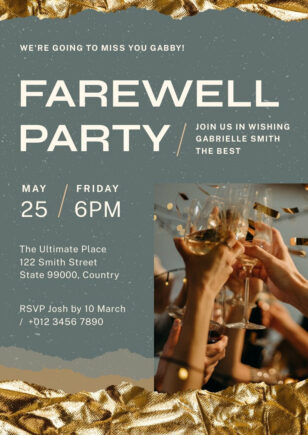 WE'RE GOING TO MISS YOU GABBY!
FAREWELL
PARTY
/ JOIN US IN WISHING
GABRIELLE SMITH
THE BEST
MAY / FRIDAY
25 / 6PM
The Ultimate Place
122 Smith Street
State 99000, Country
RSVP Josh by 10 March
/ +012 3456 7890